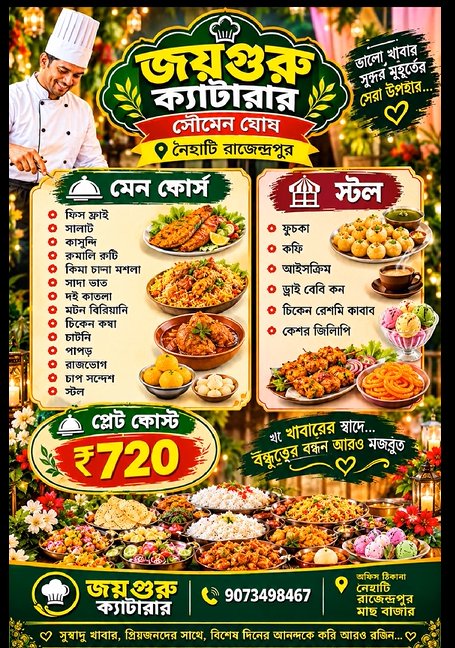 জয়গুরু
ক্যাটারার
সৌমেন ঘোষ
নৈহাটি রাজেন্দ্রপুর
ভালো খাবার
সুন্দর মুহূর্তের
সেরা উপহার...
মেন কোর্স
ফিস ফ্রাই
সালাট
কাসুন্দি
রুমালি রুটি
কিমা চানা মশলা
সাদা ভাত
দই কাতলা
মটন বিরিয়ানি
চিকেন কষা
চাটনি
পাপড়
রাজভোগ
চাপ সন্দেশ
স্টল
স্টল
ফুচকা
কফি
আইসক্রিম
ড্রাই বেবি কন
চিকেন রেশমি কাবাব
কেশর জিলাপি
প্লেট কোস্ট
₹720
খাবারের স্বাদে...
বন্ধুত্বের বন্ধন আরও মজবুত
জয়গুরু
ক্যাটারার
9073498467
অফিস ঠিকানা
নৈহাটি
রাজেন্দ্রপুর
মাছ বাজার
সুস্বাদু খাবার, প্রিয়জনদের সাথে, বিশেষ দিনের আনন্দকে করি আরও রঙিন...